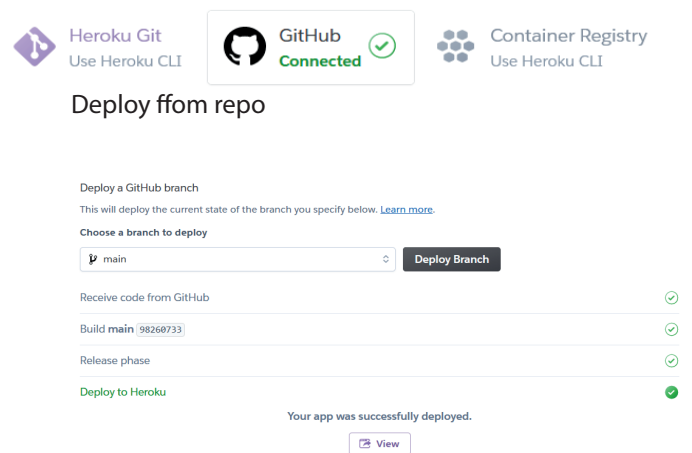 Heroku Git
Use Heroku CLI
GitHub
Connected
Container Registry
Use Heroku CLI
Deploy ffom repo
Deploy a GitHub branch
This will deploy the current state of the branch you specify below. Learn more.
Choose a branch to deploy
main
Deploy Branch
Receive code from GitHub
Build main 98260733
Release phase
Deploy to Heroku
Your app was successfully deployed.
View